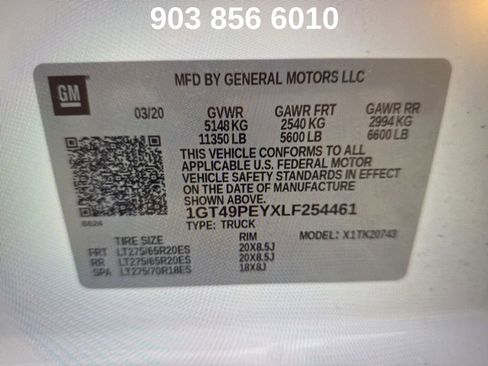 903 856 6010
GM
MFD BY GENERAL MOTORS LLC
03/20 GVWR GAWR FRT GAWR RR
5148 KG 2540 KG 2994 KG
11350 LB 5600 LB 6600 LB
THIS VEHICLE CONFORMS TO ALL
APPLICABLE U.S. FEDERAL MOTOR
VEHICLE SAFETY STANDARDS IN EFFECT
ON THE DATE OF MANUFACTURE
SHOWN ABOVE.
1GT49PEYXLF254461
TYPE: TRUCK MODEL: X1TK20743
TIRE SIZE RIM
FRT LT275/65R20ES 20X8.5J
RR LT275/65R20ES 20X8.5J
SPA LT275/70R18ES 18X8J